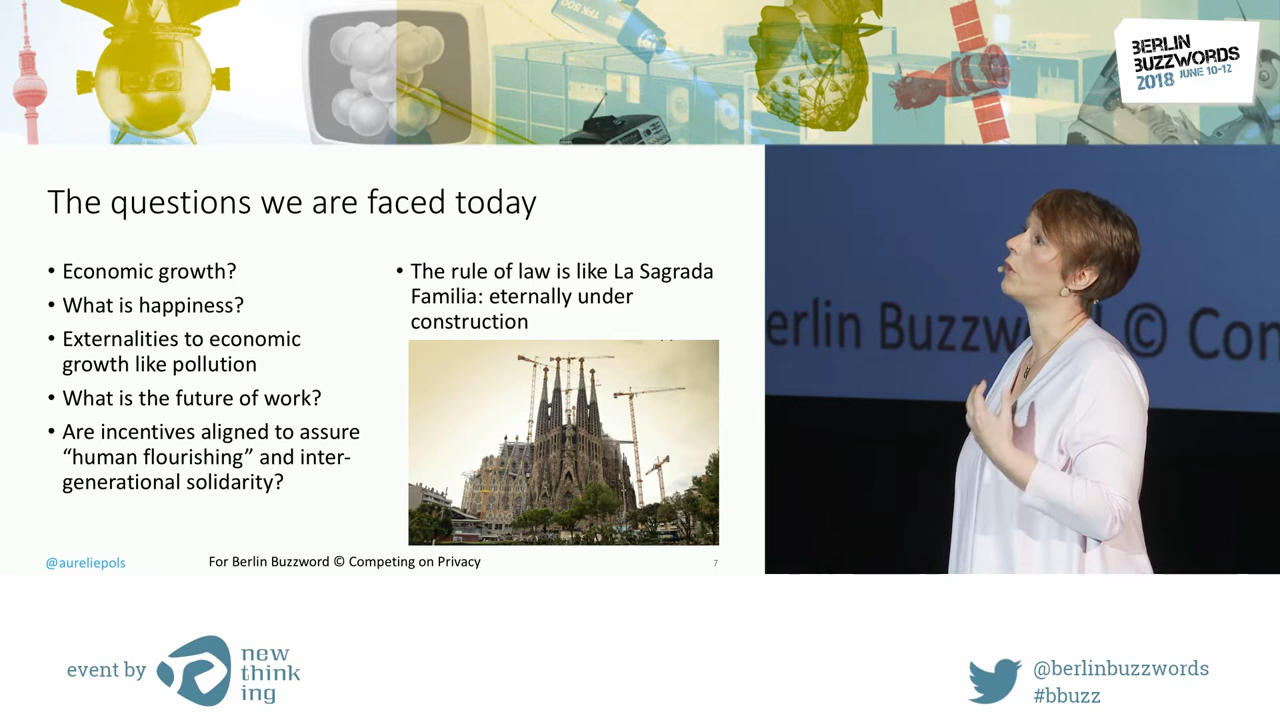 TPK 500
BERLIN
BUZZWORDS
2018 JUNE 10-12
The questions we are faced today
• Economic growth?
• What is happiness?
• Externalities to economic
growth like pollution
• What is the future of work?
• Are incentives aligned to assure
“human flourishing” and inter-
generational solidarity?
• The rule of law is like La Sagrada
Familia: eternally under
construction
@aureliepols
For Berlin Buzzword © Competing on Privacy
7
erlin Buzzword © Con
event by
new
think
ing
@berlinbuzzwords
#bbuzz